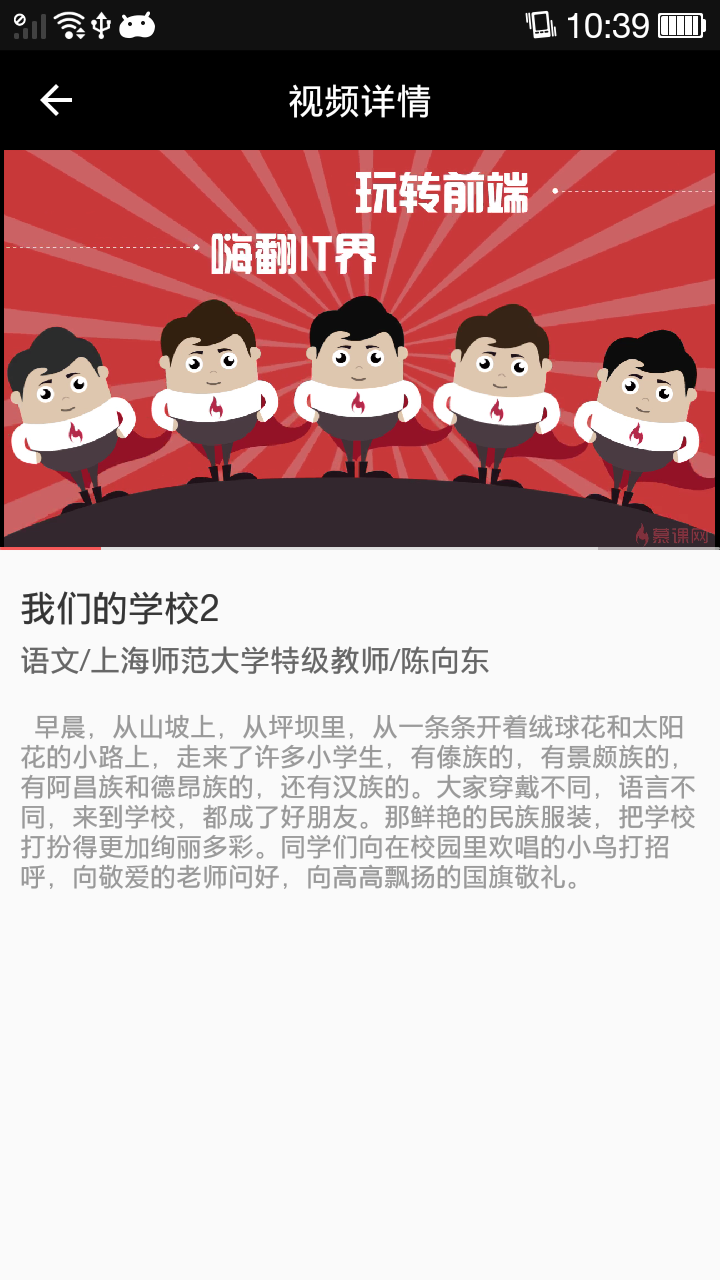 10:39
视频详情
玩转前端
嗨翻IT界
慕课网
我们的学校2
语文/上海师范大学特级教师/陈向东
早晨，从山坡上，从坪坝里，从一条条开着绒球花和太阳
花的小路上，走来了许多小学生，有傣族的，有景颇族的，
有阿昌族和德昂族的，还有汉族的。大家穿戴不同，语言不
同，来到学校，都成了好朋友。那鲜艳的民族服装，把学校
打扮得更加绚丽多彩。同学们向在校园里欢唱的小鸟打招
呼，向敬爱的老师问好，向高高飘扬的国旗敬礼。